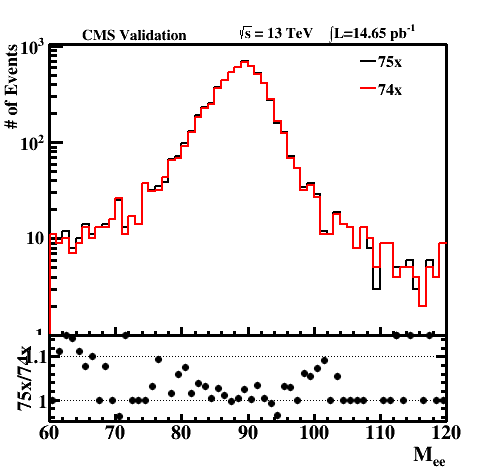 CMS Validation √s = 13 TeV ∫L=14.65 pb⁻¹
# of Events
10³
10²
10
1
75x
74x
75x/74x
1.1
1
60 70 80 90 100 110 120
Mee